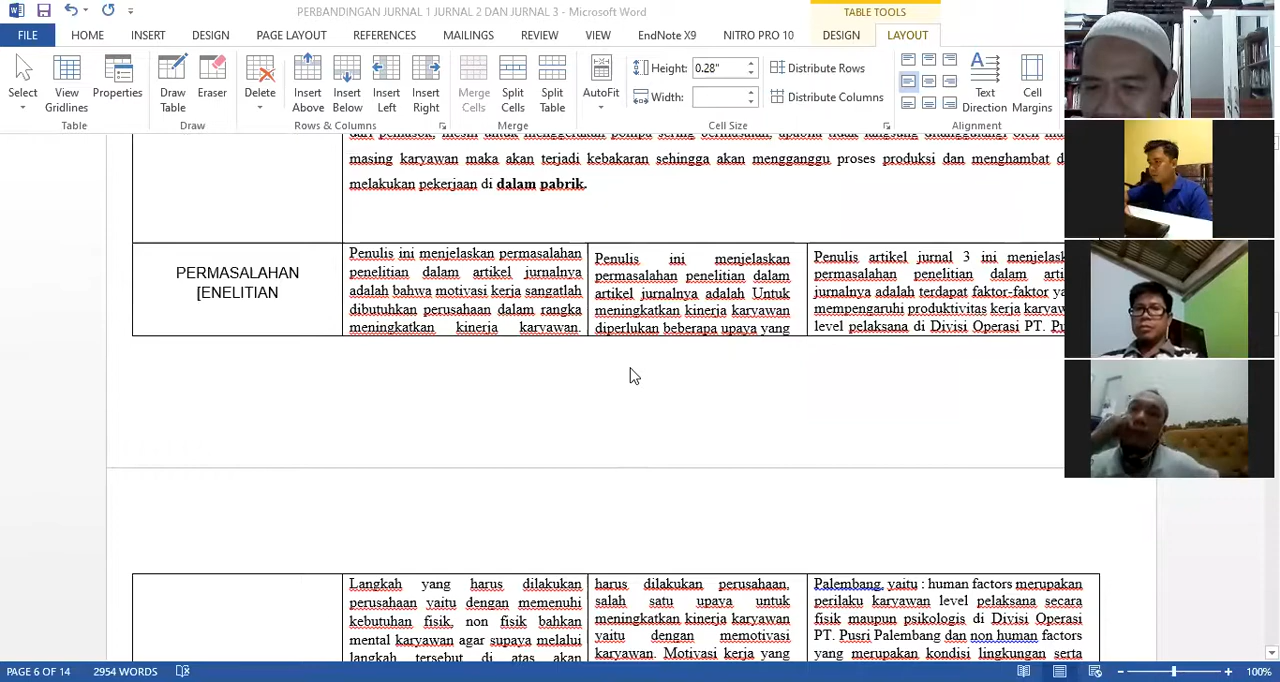 PERBANDINGAN JURNAL 1 JURNAL 2 DAN JURNAL 3 - Microsoft Word
TABLE TOOLS
FILE HOME INSERT DESIGN PAGE LAYOUT REFERENCES MAILINGS REVIEW VIEW EndNote X9 NITRO PRO 10 DESIGN LAYOUT
Select
View Gridlines
Properties
Draw Table
Eraser
Delete
Insert Above
Insert Below
Insert Left
Insert Right
Merge Cells
Split Cells
Split Table
AutoFit
Height: 0.28"
Width:
Distribute Rows
Distribute Columns
Text Direction
Cell Margins
Table Draw Rows & Columns Merge Cell Size Alignment
masing karyawan maka akan terjadi kebakaran sehingga akan mengganggu proses produksi dan menghambat
melakukan pekerjaan di dalam pabrik.
PERMASALAHAN
[ENELITIAN
Penulis ini menjelaskan permasalahan
penelitian dalam artikel jurnalnya
adalah bahwa motivasi kerja sangatlah
dibutuhkan perusahaan dalam rangka
meningkatkan kinerja karyawan.
Penulis ini menjelaskan
permasalahan penelitian dalam
artikel jurnalnya adalah Untuk
meningkatkan kinerja karyawan
diperlukan beberapa upaya yang
Penulis artikel jurnal 3 ini menjelask
permasalahan penelitian dalam arti
jurnalnya adalah terdapat faktor-faktor ya
mempengaruhi produktivitas kerja karyaw
level pelaksana di Divisi Operasi PT. Pu
Langkah yang harus dilakukan
perusahaan yaitu dengan memenuhi
kebutuhan fisik, non fisik bahkan
mental karyawan agar supaya melalui
langkah tersebut di atas akan
harus dilakukan perusahaan,
salah satu upaya untuk
meningkatkan kinerja karyawan
yaitu dengan memotivasi
karyawan. Motivasi kerja yang
Palembang, yaitu : human factors merupakan
perilaku karyawan level pelaksana secara
fisik maupun psikologis di Divisi Operasi
PT. Pusri Palembang dan non human factors
yang merupakan kondisi lingkungan serta
PAGE 6 OF 14 2954 WORDS 100%